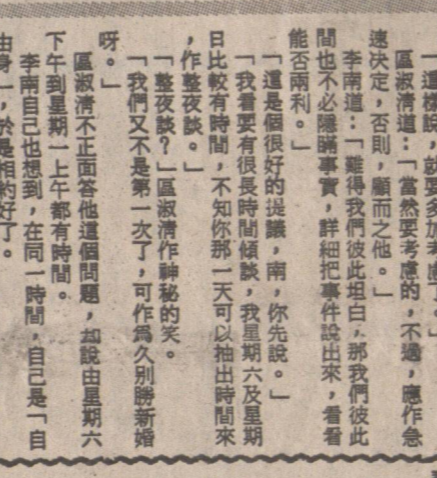 「這樣說，就要多加考慮了。」
區淑清道：「當然要考慮的，不過，應作急
速決定，否則，顧而之他。」
李南道：「難得我們彼此坦白，那我們彼此
間也不必隱瞞事實，詳細把事件說出來，看看
能否兩利。」
「這是個很好的提議，南，你先說。」
「我看要有很長時間傾談，我星期六及星期
日比較有時間，不知你那一天可以抽出時間來
，作整夜談。」
「整夜談？」區淑清作神秘的笑。
「我們又不是第一次了，可作爲久別勝新婚
呀。」
區淑清不正面答他這個問題，却說由星期六
下午到星期一上午都有時間。
李南自己也想到，在同一時間，自己是「自
由身」，於是相約好了。